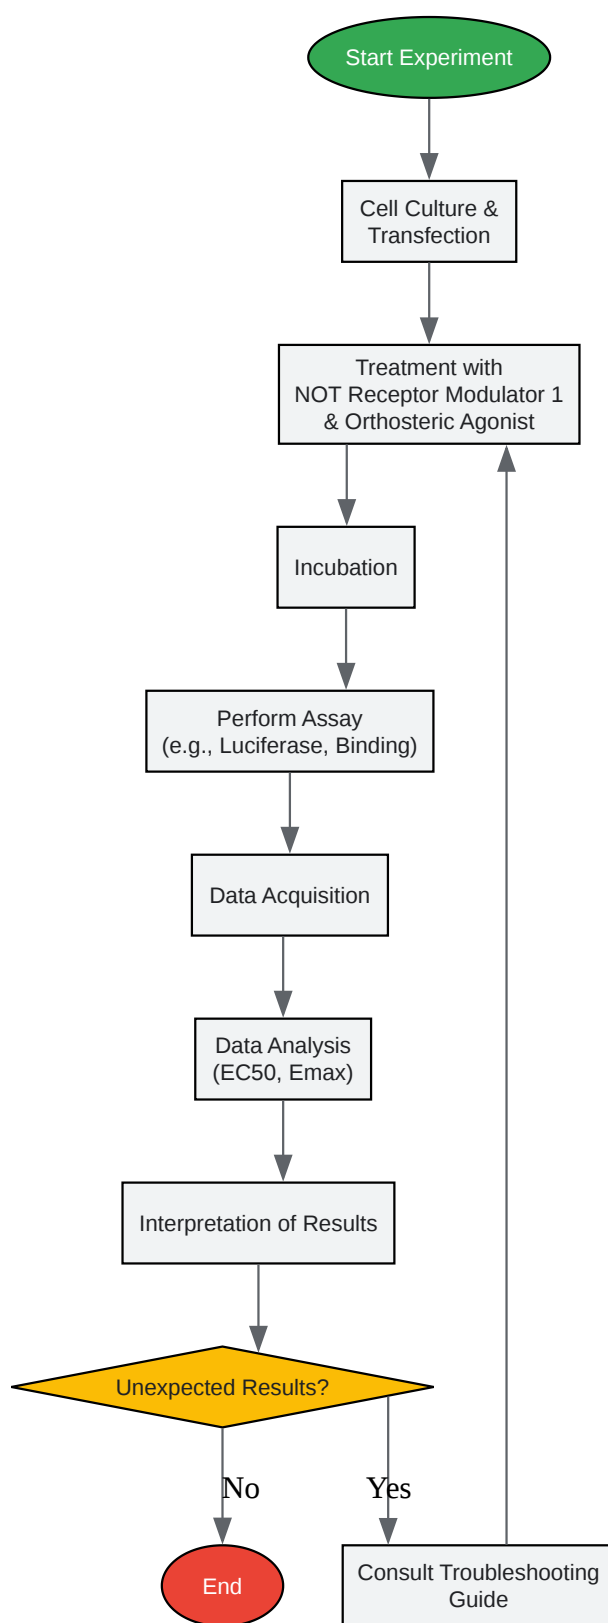 Start Experiment
Cell Culture &
Transfection
Treatment with
NOT Receptor Modulator 1
& Orthosteric Agonist
Incubation
Perform Assay
(e.g., Luciferase, Binding)
Data Acquisition
Data Analysis
(EC50, Emax)
Interpretation of Results
Unexpected Results?
No
Yes
End
Consult Troubleshooting
Guide